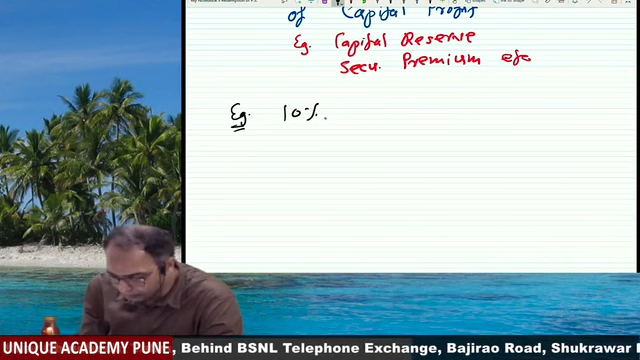 of Capital Profit
Eg. Capital Reserve
Secu. Premium etc
Eg. 10%.
UNIQUE ACADEMY PUNE, Behind BSNL Telephone Exchange, Bajirao Road, Shukrawar